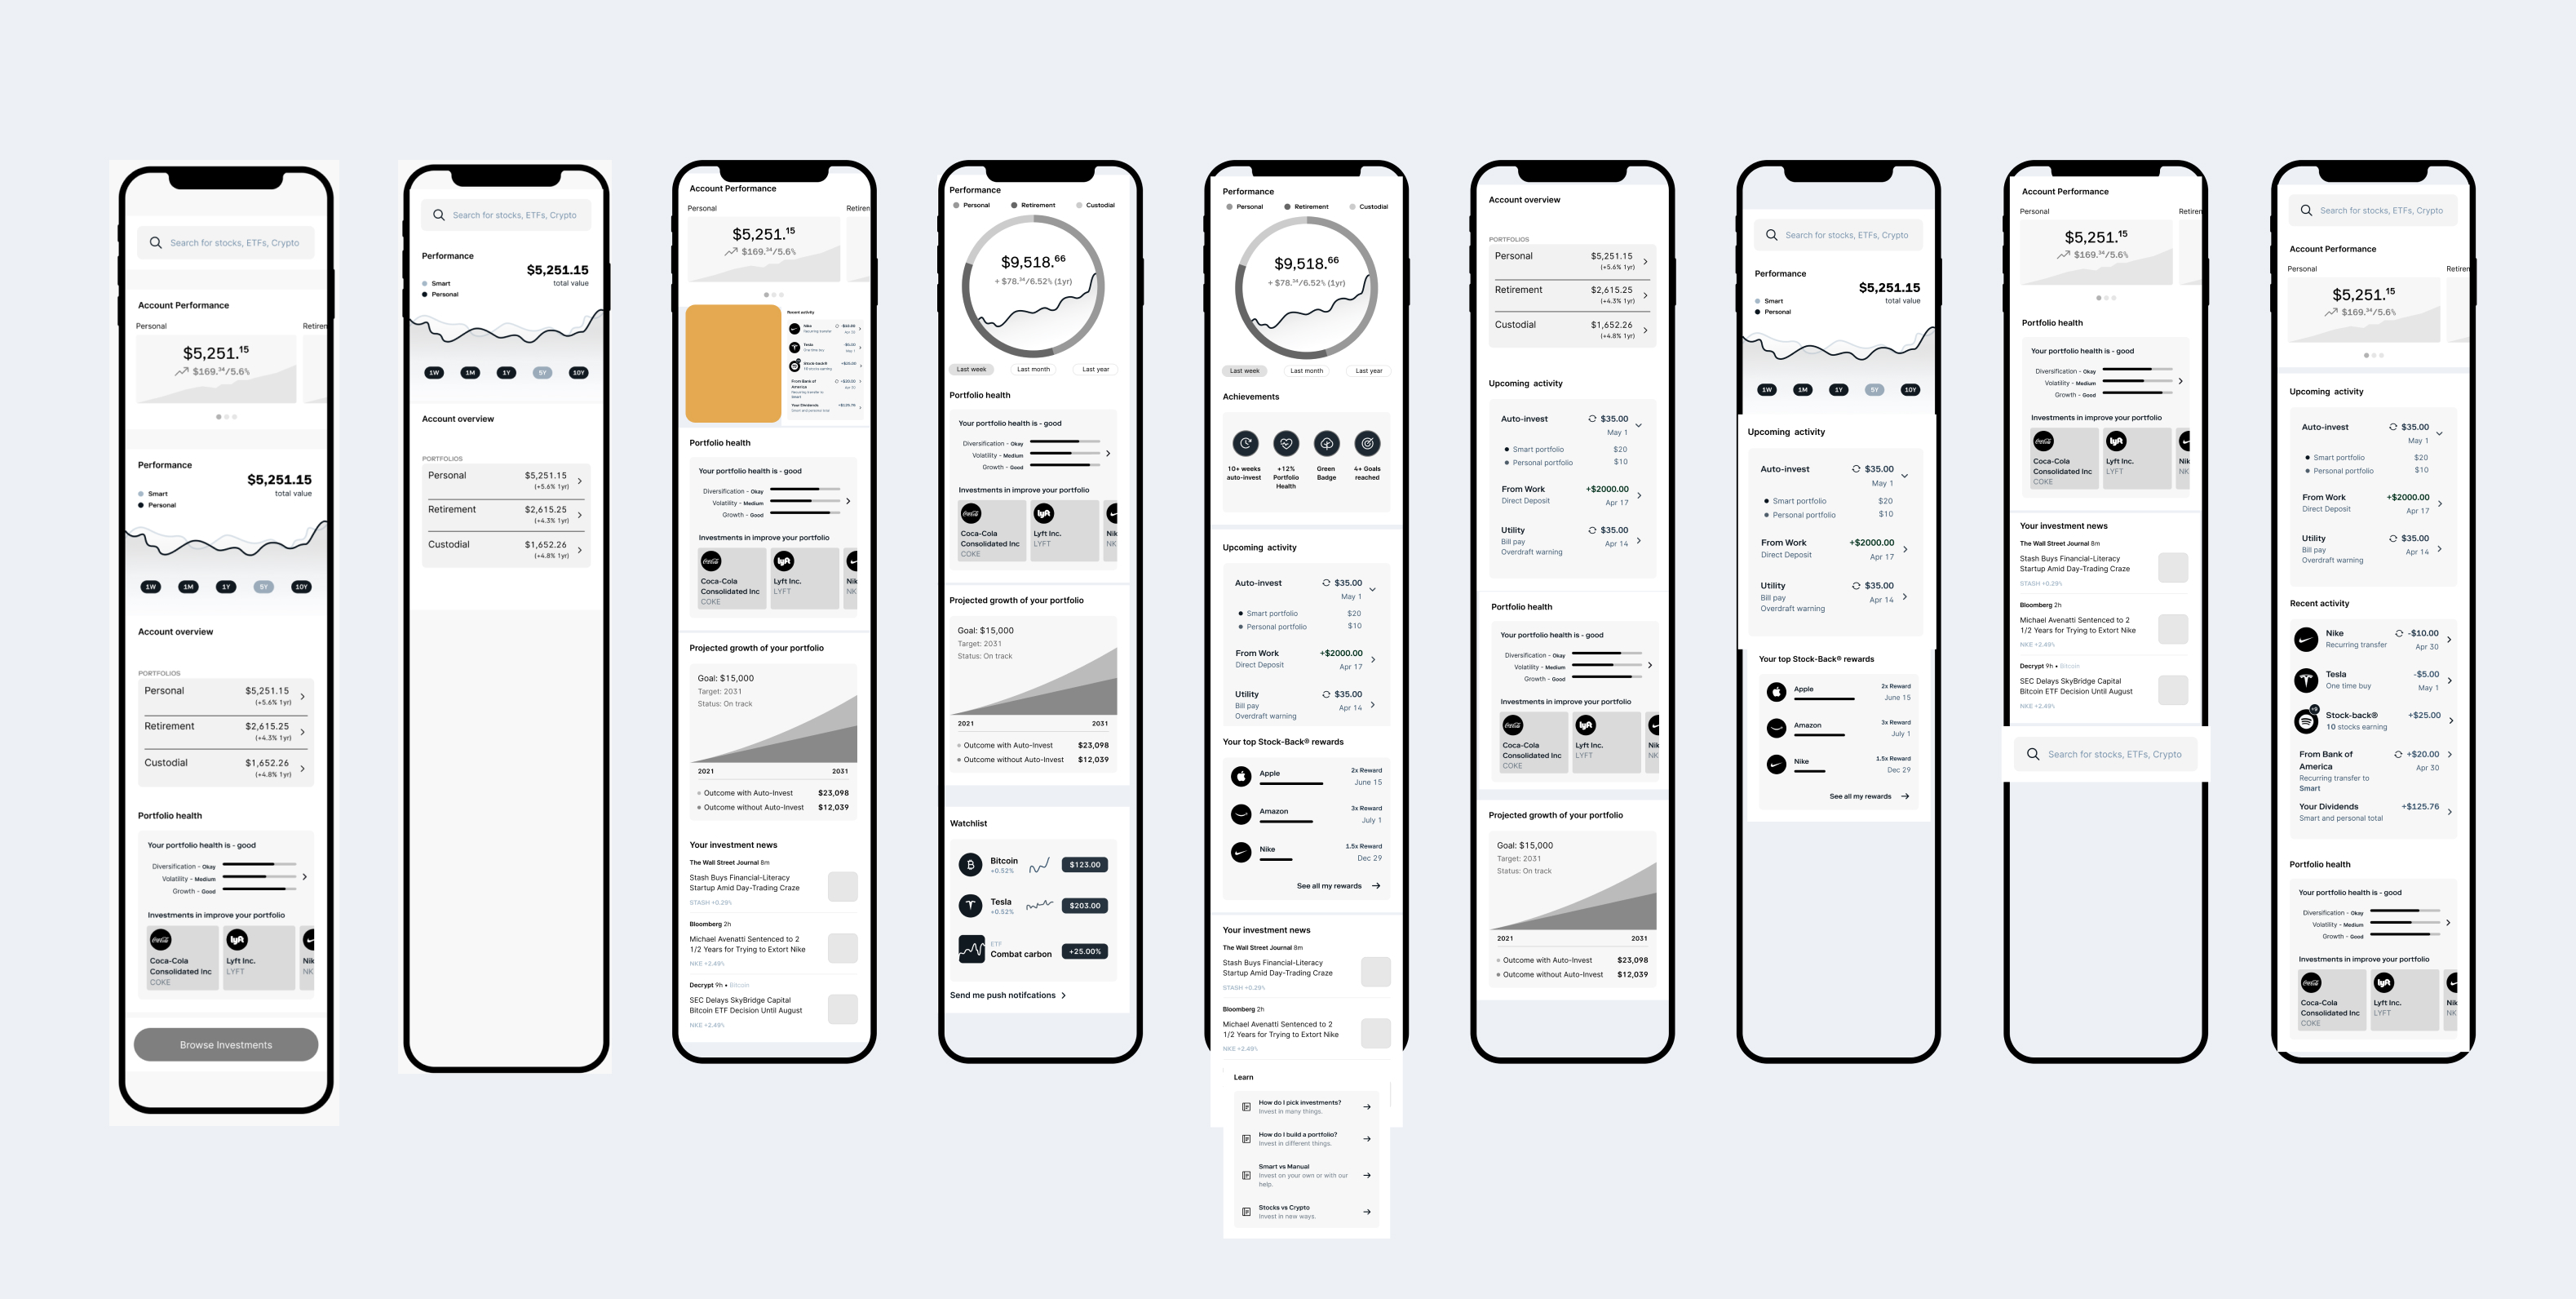 Search for stocks, ETFs, Crypto
Account Performance
Personal
Retiren
$5,251.15
$169.34/5.6%
Performance
$5,251.15
Smart
total value
Personal
1W 1M 1Y 5Y 10Y
Account overview
PORTFOLIOS
Personal $5,251.15
(+5.6% 1yr)
Retirement $2,615.25
(+4.3% 1yr)
Custodial $1,652.26
(+4.8% 1yr)
Portfolio health
Your portfolio health is - good
Diversification - Okay
Volatility - Medium
Growth - Good
Investments in improve your portfolio
Coca-Cola Lyft Inc. Nik
Consolidated Inc LYFT NK
COKE
Browse Investments
Search for stocks, ETFs, Crypto
Performance
$5,251.15
Smart
total value
Personal
1W 1M 1Y 5Y 10Y
Account overview
PORTFOLIOS
Personal $5,251.15
(+5.6% 1yr)
Retirement $2,615.25
(+4.3% 1yr)
Custodial $1,652.26
(+4.8% 1yr)
Account Performance
Personal
Retiren
$5,251.15
$169.34/5.6%
Recent activity
Nike
Recurring transfer Apr 30
Tesla -$5.00
One time buy May 1
Stock-back® +$25.00
10 stocks earning
From Bank of +$20.00
America Apr 30
Recurring transfer to
Smart
Your Dividends +$125.76
Smart and personal total
Portfolio health
Your portfolio health is - good
Diversification - Okay
Volatility - Medium
Growth - Good
Investments in improve your portfolio
Coca-Cola Lyft Inc. Nik
Consolidated Inc LYFT NK
COKE
Projected growth of your portfolio
Goal: $15,000
Target: 2031
Status: On track
2021 2031
Outcome with Auto-Invest $23,098
Outcome without Auto-Invest $12,039
Your investment news
The Wall Street Journal 8m
Stash Buys Financial-Literacy
Startup Amid Day-Trading Craze
STASH +0.29%
Bloomberg 2h
Michael Avenatti Sentenced to 2
1/2 Years for Trying to Extort Nike
NKE +2.49%
Decrypt 9h • Bitcoin
SEC Delays SkyBridge Capital
Bitcoin ETF Decision Until August
NKE +2.49%
Performance
Personal Retirement Custodial
$9,518.66
+ $78.34/6.52% (1yr)
Last week Last month Last year
Portfolio health
Your portfolio health is - good
Diversification - Okay
Volatility - Medium
Growth - Good
Investments in improve your portfolio
Coca-Cola Lyft Inc. Nik
Consolidated Inc LYFT NK
COKE
Projected growth of your portfolio
Goal: $15,000
Target: 2031
Status: On track
2021 2031
Outcome with Auto-Invest $23,098
Outcome without Auto-Invest $12,039
Watchlist
Bitcoin $123.00
+0.52%
Tesla $203.00
+0.52%
ETF
Combat carbon +25.00%
Send me push notifcations
Performance
Personal Retirement Custodial
$9,518.66
+ $78.34/6.52% (1yr)
Last week Last month Last year
Achievements
10+ weeks +12% Green 4+ Goals
auto-invest Portfolio Badge reached
Health
Upcoming activity
Auto-invest $35.00
May 1
Smart portfolio $20
Personal portfolio $10
From Work +$2000.00
Direct Deposit Apr 17
Utility $35.00
Bill pay Apr 14
Overdraft warning
Your top Stock-Back® rewards
Apple 2x Reward
June 15
Amazon 3x Reward
July 1
Nike 1.5x Reward
Dec 29
See all my rewards
Your investment news
The Wall Street Journal 8m
Stash Buys Financial-Literacy
Startup Amid Day-Trading Craze
STASH +0.29%
Bloomberg 2h
Michael Avenatti Sentenced to 2
1/2 Years for Trying to Extort Nike
NKE +2.49%
Learn
How do I pick investments?
Invest in many things.
How do I build a portfolio?
Invest in different things.
Smart vs Manual
Invest on your own or with our
help.
Stocks vs Crypto
Invest in new ways.
Account overview
PORTFOLIOS
Personal $5,251.15
(+5.6% 1yr)
Retirement $2,615.25
(+4.3% 1yr)
Custodial $1,652.26
(+4.8% 1yr)
Upcoming activity
Auto-invest $35.00
May 1
Smart portfolio $20
Personal portfolio $10
From Work +$2000.00
Direct Deposit Apr 17
Utility $35.00
Bill pay Apr 14
Overdraft warning
Portfolio health
Your portfolio health is - good
Diversification - Okay
Volatility - Medium
Growth - Good
Investments in improve your portfolio
Coca-Cola Lyft Inc. Nik
Consolidated Inc LYFT NK
COKE
Projected growth of your portfolio
Goal: $15,000
Target: 2031
Status: On track
2021 2031
Outcome with Auto-Invest $23,098
Outcome without Auto-Invest $12,039
Search for stocks, ETFs, Crypto
Performance
$5,251.15
Smart
total value
Personal
1W 1M 1Y 5Y 10Y
Upcoming activity
Auto-invest $35.00
May 1
Smart portfolio $20
Personal portfolio $10
From Work +$2000.00
Direct Deposit Apr 17
Utility $35.00
Bill pay Apr 14
Overdraft warning
Your top Stock-Back® rewards
Apple 2x Reward
June 15
Amazon 3x Reward
July 1
Nike 1.5x Reward
Dec 29
See all my rewards
Account Performance
Personal
Retiren
$5,251.15
$169.34/5.6%
Portfolio health
Your portfolio health is - good
Diversification - Okay
Volatility - Medium
Growth - Good
Investments in improve your portfolio
Coca-Cola Lyft Inc. Nik
Consolidated Inc LYFT NK
COKE
Your investment news
The Wall Street Journal 8m
Stash Buys Financial-Literacy
Startup Amid Day-Trading Craze
STASH +0.29%
Bloomberg 2h
Michael Avenatti Sentenced to 2
1/2 Years for Trying to Extort Nike
NKE +2.49%
Decrypt 9h • Bitcoin
SEC Delays SkyBridge Capital
Bitcoin ETF Decision Until August
NKE +2.49%
Search for stocks, ETFs, Crypto
Search for stocks, ETFs, Crypto
Account Performance
Personal
Retiren
$5,251.15
$169.34/5.6%
Upcoming activity
Auto-invest $35.00
May 1
Smart portfolio $20
Personal portfolio $10
From Work +$2000.00
Direct Deposit Apr 17
Utility $35.00
Bill pay Apr 14
Overdraft warning
Recent activity
Nike -$10.00
Recurring transfer Apr 30
Tesla -$5.00
One time buy May 1
+9
Stock-back® +$25.00
10 stocks earning
From Bank of +$20.00
America Apr 30
Recurring transfer to
Smart
Your Dividends +$125.76
Smart and personal total
Portfolio health
Your portfolio health is - good
Diversification - Okay
Volatility - Medium
Growth - Good
Investments in improve your portfolio
Coca-Cola Lyft Inc. Nik
Consolidated Inc LYFT NK
COKE